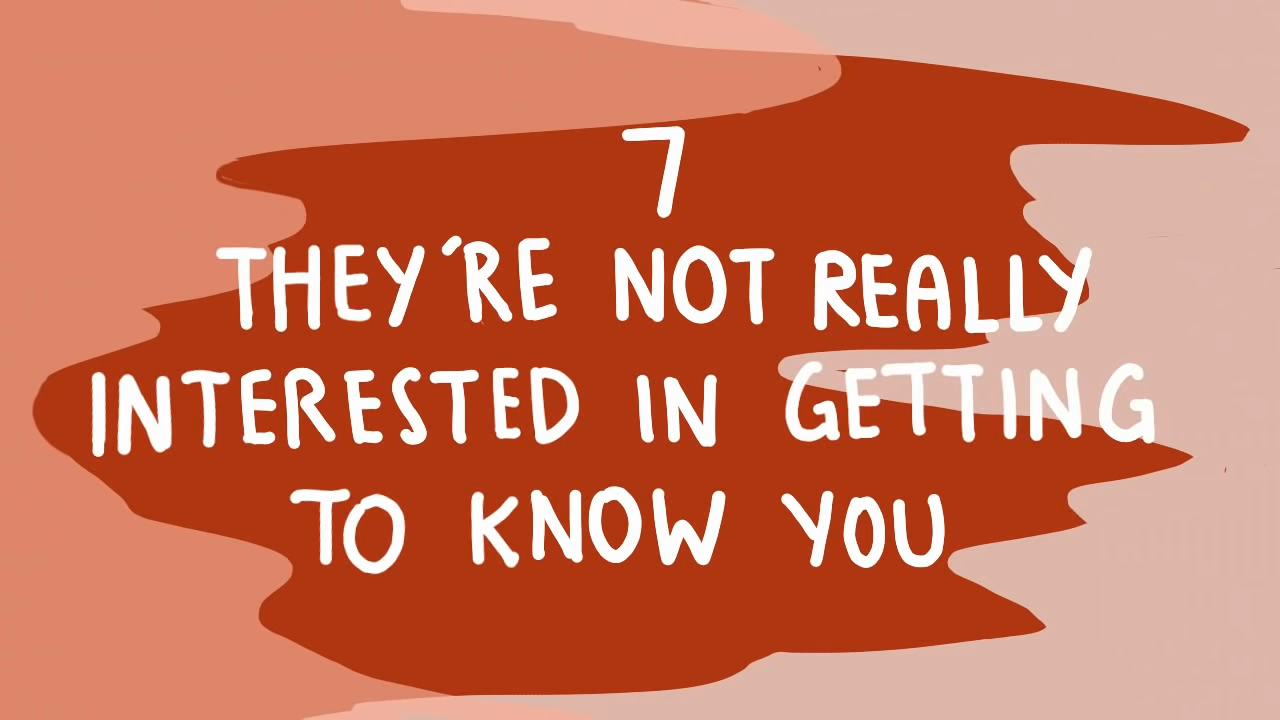 7
THEY'RE NOT REALLY
INTERESTED IN GETTING
TO KNOW YOU